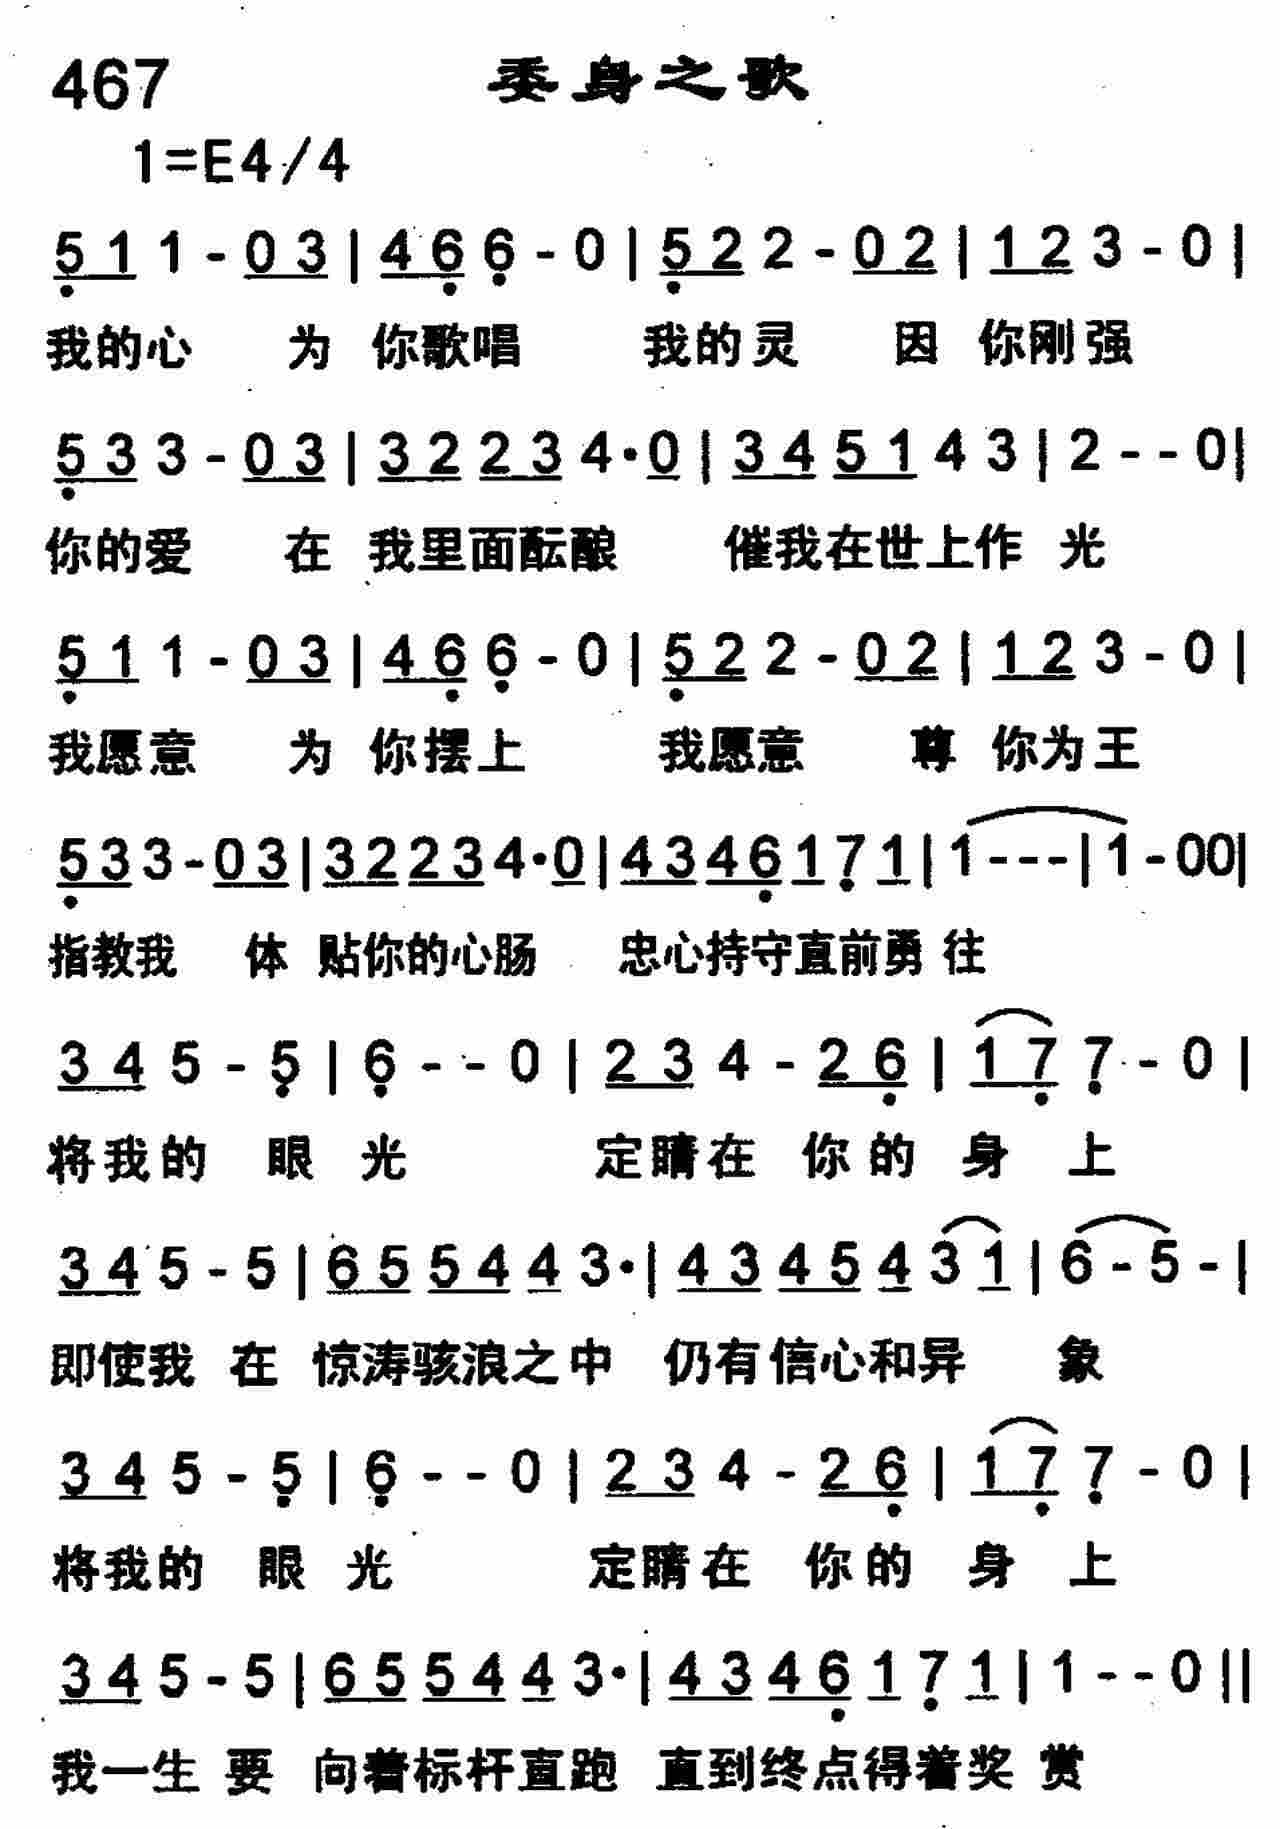 467 委身之歌
1=E4/4
5 1 1 - 0 3 | 4 6 6 - 0 | 5 2 2 - 0 2 | 1 2 3 - 0 |
我的心 为 你歌唱 我的灵 因 你刚强
5 3 3 - 0 3 | 3 2 2 3 4 · 0 | 3 4 5 1 4 3 | 2 - - 0 |
你的爱 在 我里面酝酿 催我在世上作 光
5 1 1 - 0 3 | 4 6 6 - 0 | 5 2 2 - 0 2 | 1 2 3 - 0 |
我愿意 为 你摆上 我愿意 尊 你为王
5 3 3 - 0 3 | 3 2 2 3 4 · 0 | 4 3 4 6 1 7 1 | 1 - - - | 1 - 0 0 |
指教我 体 贴你的心肠 忠心持守直前勇 往
3 4 5 - 5 | 6 - - 0 | 2 3 4 - 2 6 | 1 7 7 - 0 |
将我的 眼 光 定睛在 你 的 身 上
3 4 5 - 5 | 6 5 5 4 4 3 · | 4 3 4 5 4 3 1 | 6 - 5 - |
即使我 在 惊涛骇浪之中 仍有信心和异 象
3 4 5 - 5 | 6 - - 0 | 2 3 4 - 2 6 | 1 7 7 - 0 |
将我的 眼 光 定睛在 你 的 身 上
3 4 5 - 5 | 6 5 5 4 4 3 · | 4 3 4 6 1 7 1 | 1 - - 0 ||
我一生 要 向着标杆直跑 直到终点得着奖 赏